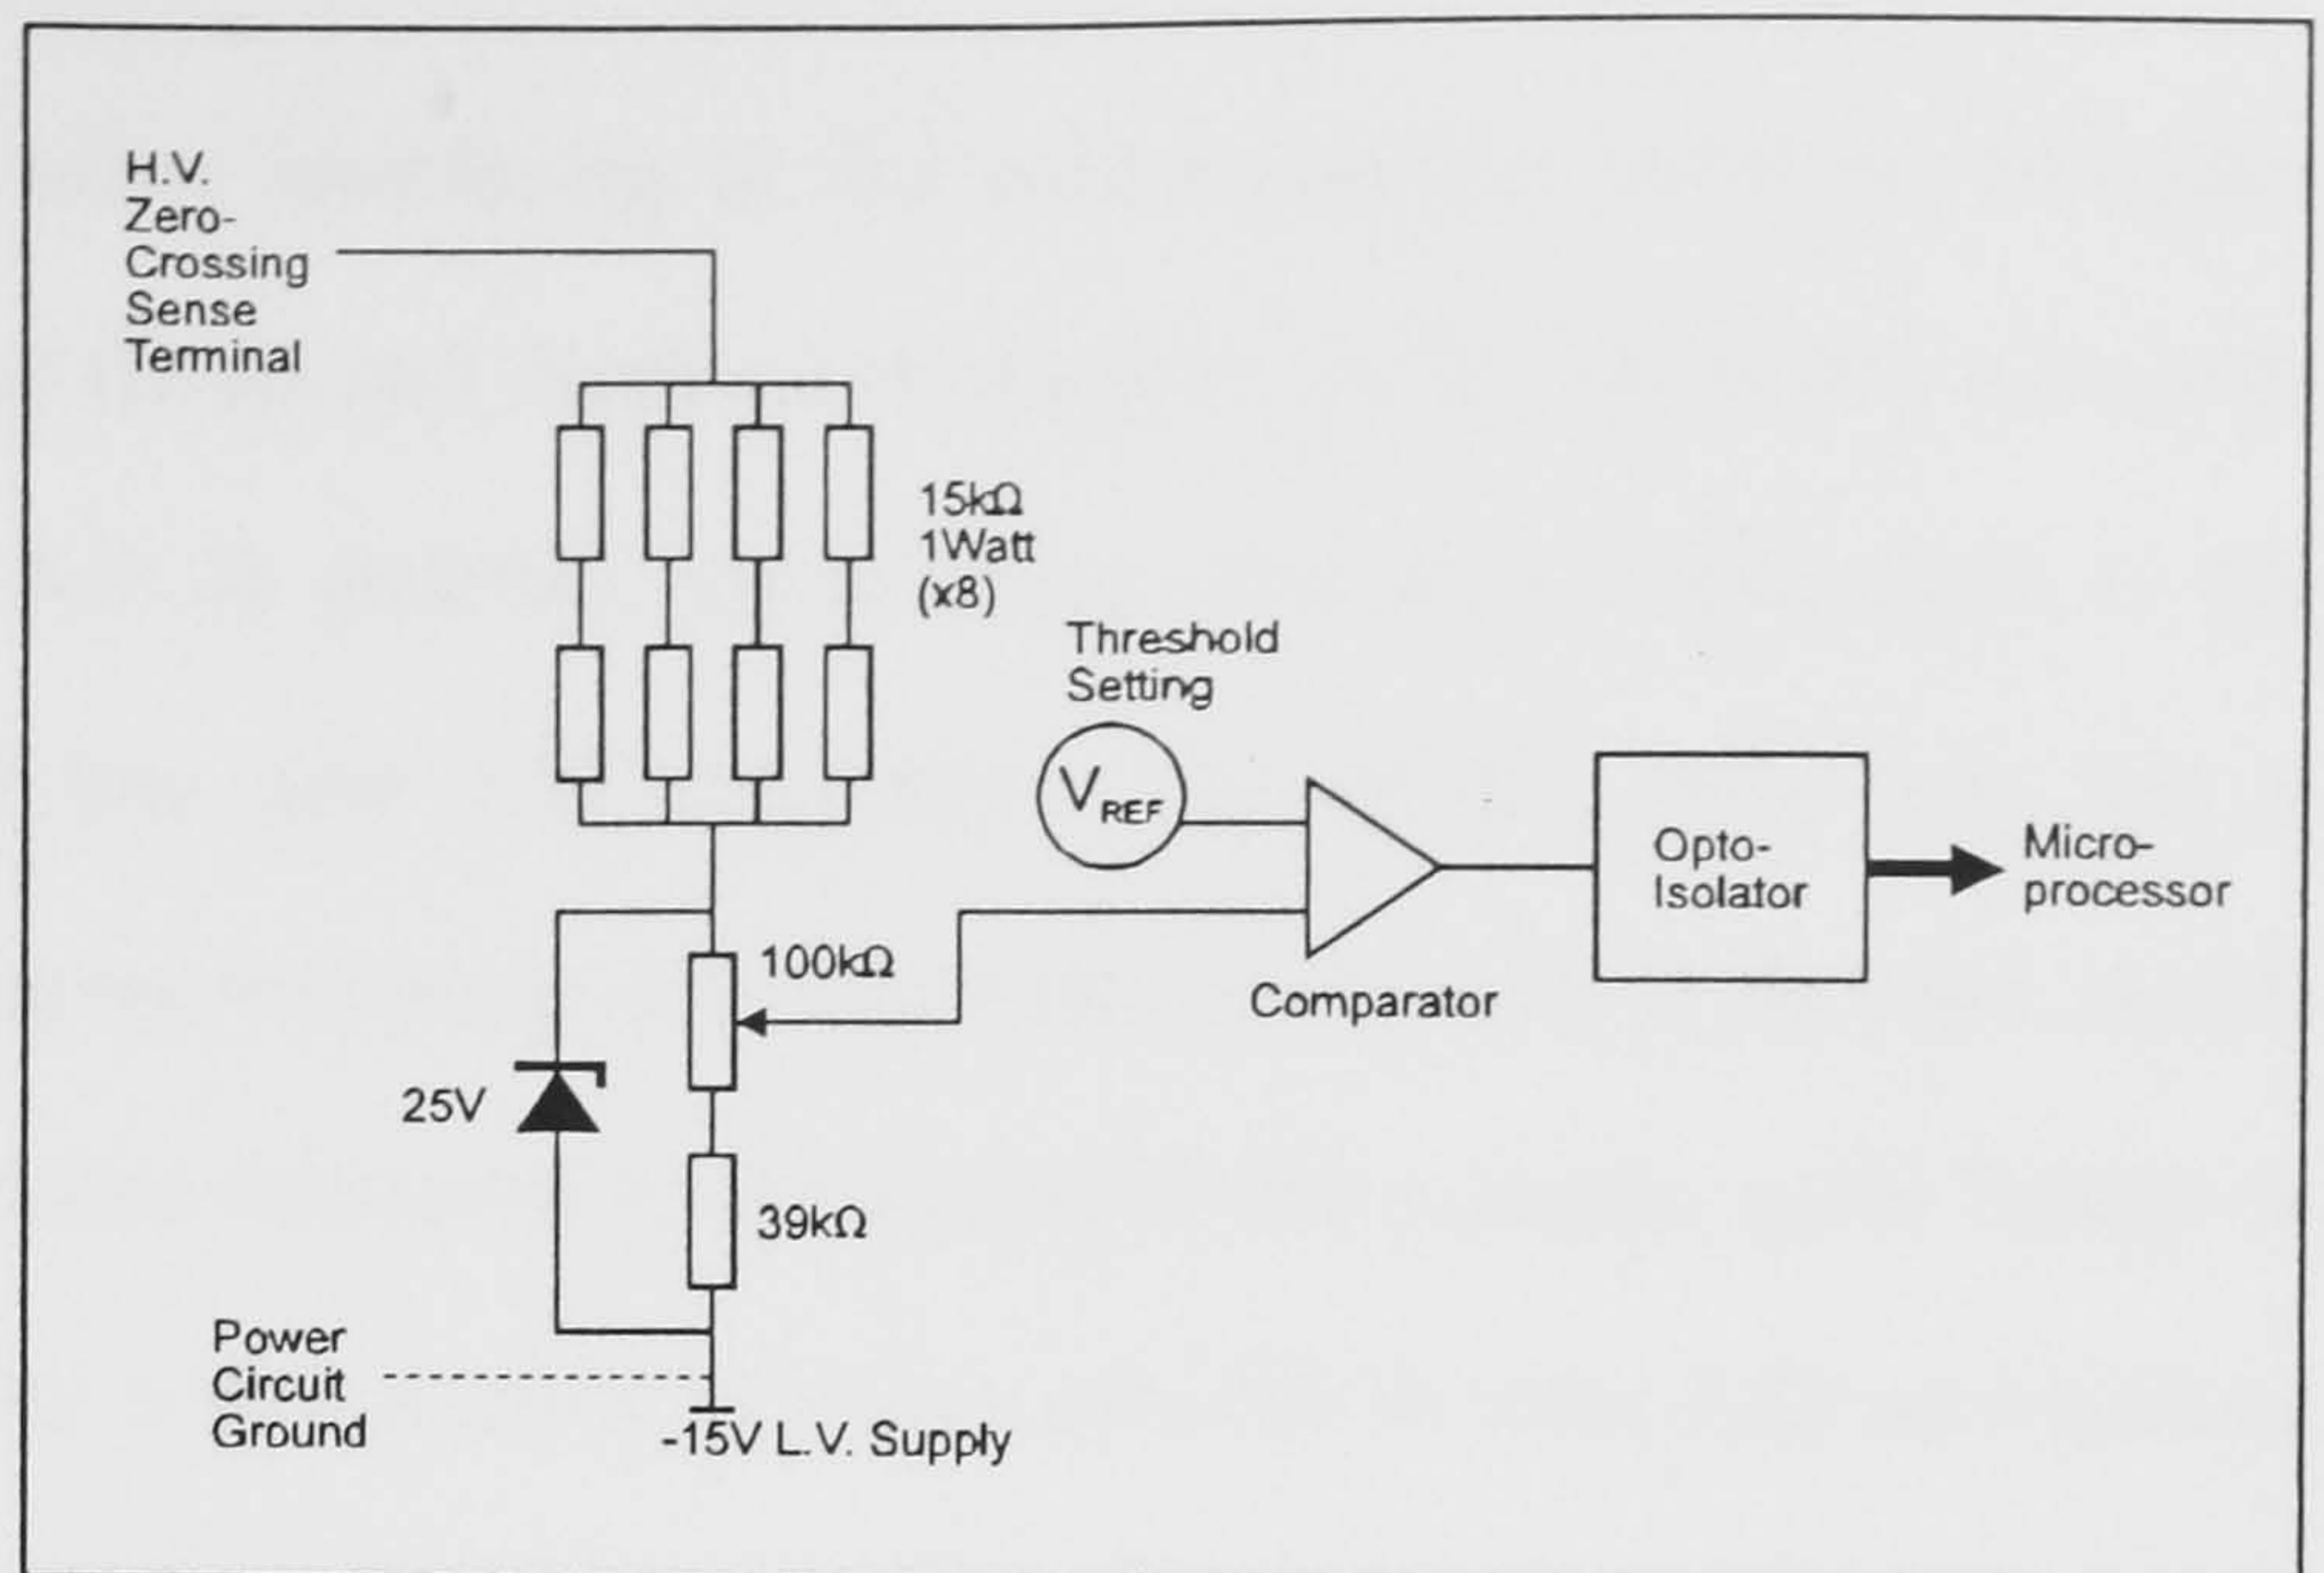 H.V.
Zero-
Crossing
Sense
Terminal
15kΩ
1Watt
(x8)
Threshold
Setting
VREF
Opto-
Isolator
Micro-
processor
100kΩ
Comparator
25V
39kΩ
Power
Circuit
Ground
-15V L.V. Supply